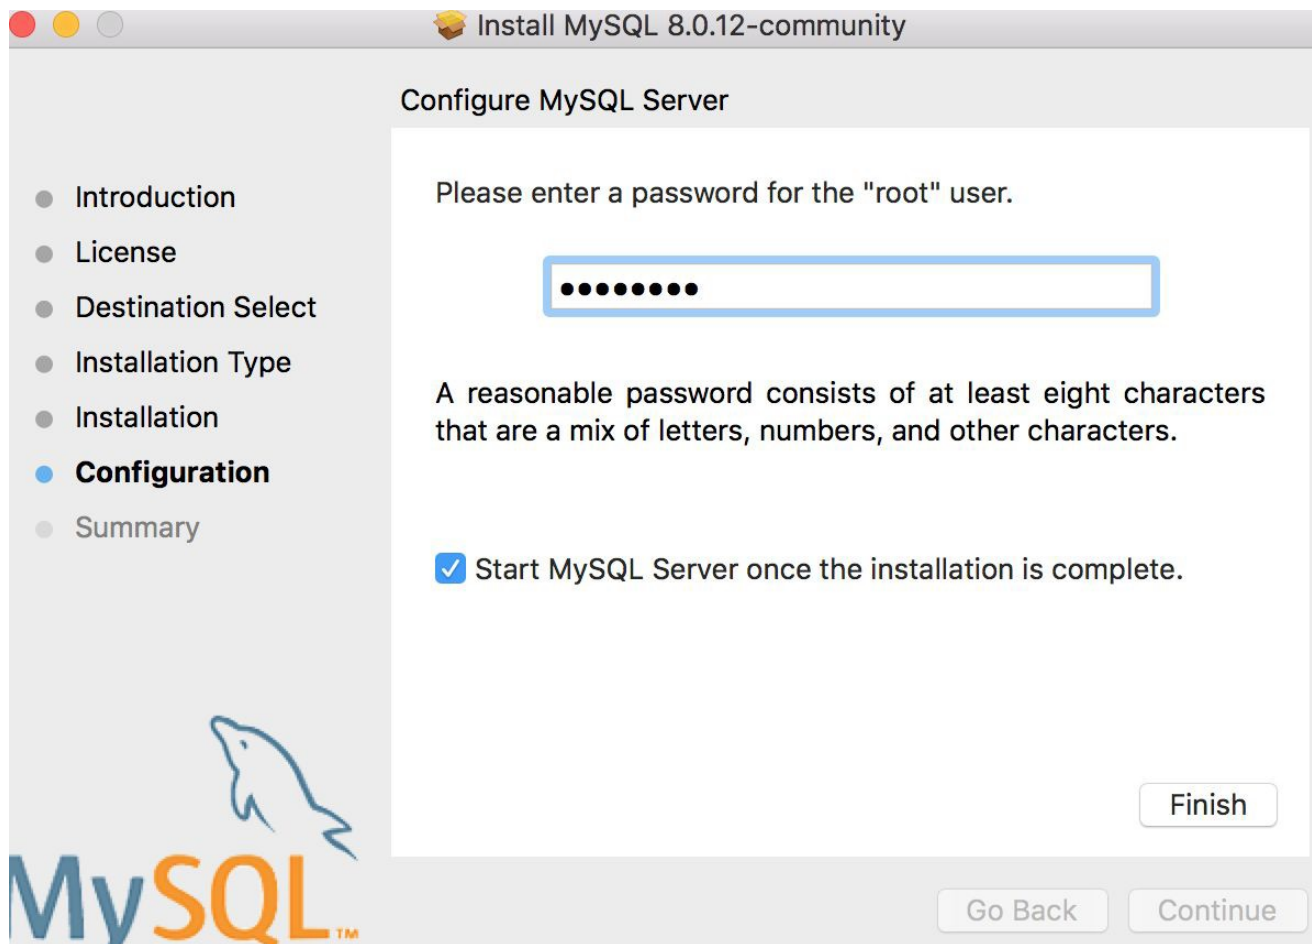 Install MySQL 8.0.12-community
Configure MySQL Server
Introduction
License
Destination Select
Installation Type
Installation
Configuration
Summary
Please enter a password for the "root" user.
••••••••
A reasonable password consists of at least eight characters
that are a mix of letters, numbers, and other characters.
Start MySQL Server once the installation is complete.
Finish
MySQL™
Go Back
Continue